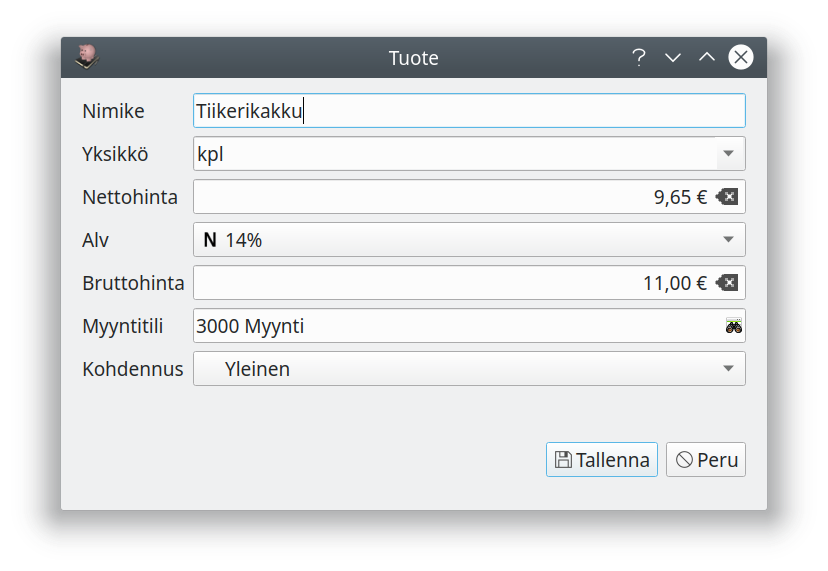 Tuote
Nimike Tiikerikakku
Yksikkö kpl
Nettohinta 9,65 €
Alv N 14%
Bruttohinta 11,00 €
Myyntitili 3000 Myynti
Kohdennus Yleinen
Tallenna Peru